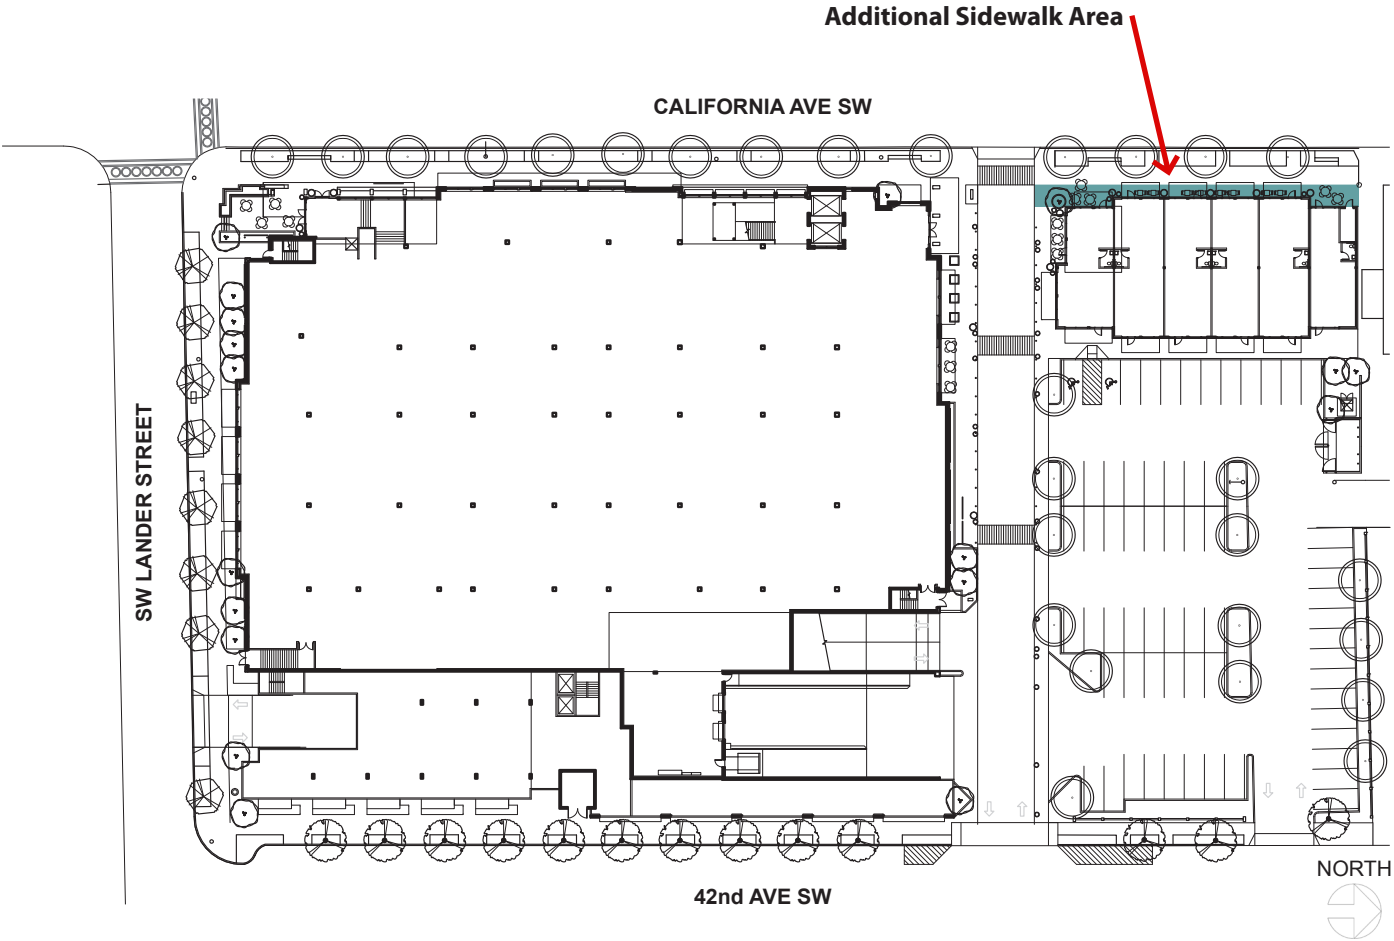 Additional Sidewalk Area
CALIFORNIA AVE SW
SW LANDER STREET
42nd AVE SW
NORTH